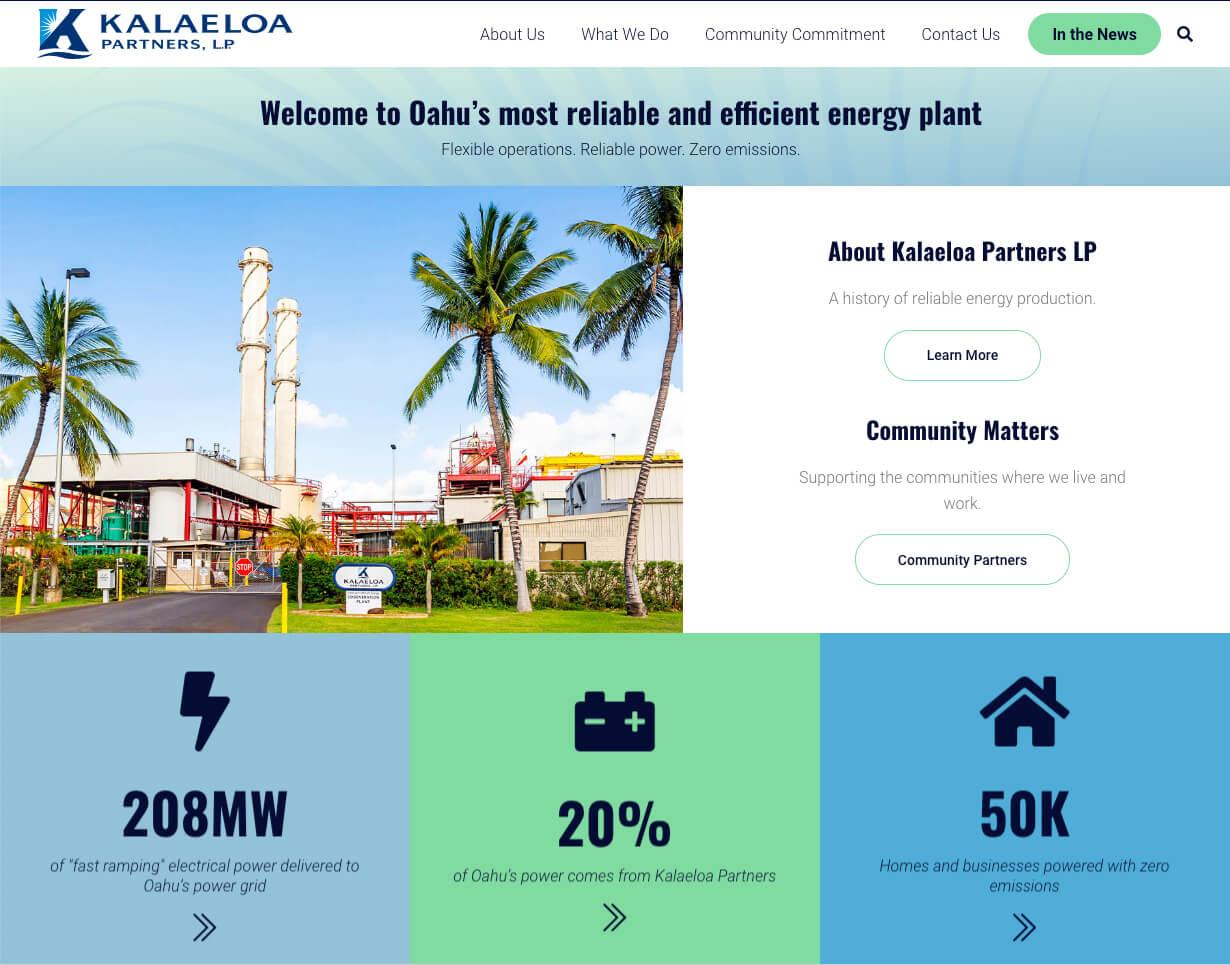 KALAELOA
PARTNERS, LP
About Us
What We Do
Community Commitment
Contact Us
In the News
Welcome to Oahu’s most reliable and efficient energy plant
Flexible operations. Reliable power. Zero emissions.
STOP
KALAELOA
PARTNERS, LP
COGENERATION
PLANT
About Kalaeloa Partners LP
A history of reliable energy production.
Learn More
Community Matters
Supporting the communities where we live and
work.
Community Partners
208MW
of "fast ramping" electrical power delivered to
Oahu’s power grid
20%
of Oahu’s power comes from Kalaeloa Partners
50K
Homes and businesses powered with zero
emissions